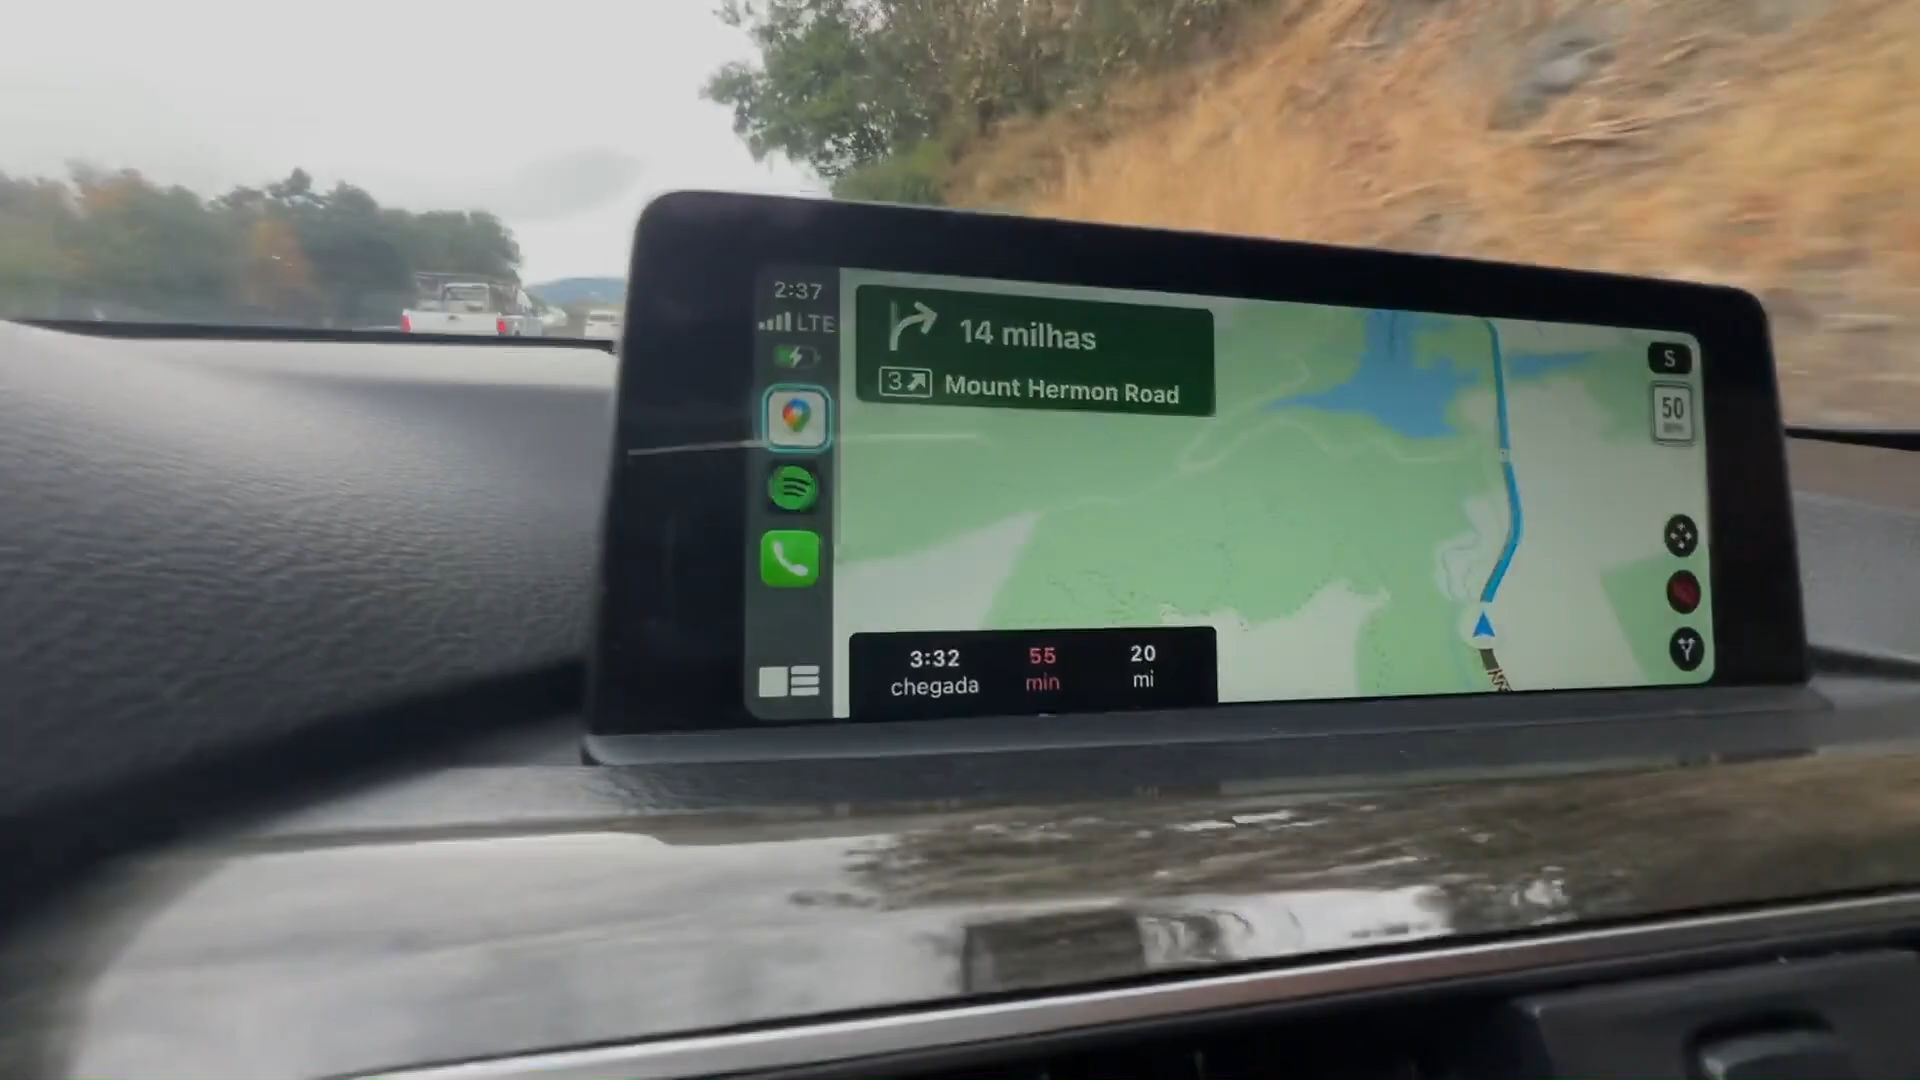 2:37
LTE
14 milhas
3 Mount Hermon Road
S
50
3:32
chegada
55
min
20
mi